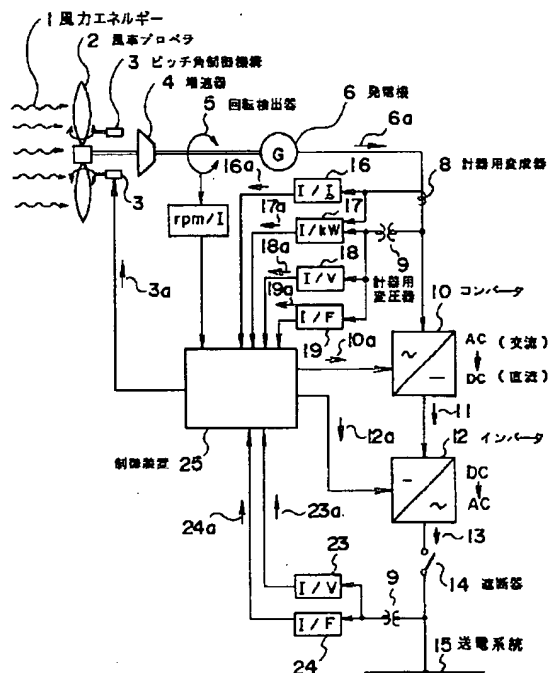 1 風力エネルギー
2 風車プロペラ
3 ピッチ角制御機構
4 増速器
5 回転検出器
6 発電機
6a
G
16a
I/I
16
8 計器用変成器
3
17a
17
I/kW
rpm/I
18a
18
I/V
9
計器用変圧器
19a
I/F
19
10a
10 コンバータ
3a
AC (交流)
DC (直流)
~
-
11
制御装置
25
12a
12 インバータ
DC
AC
-
~
24a
23a
13
23
I/V
9
14 遮断器
I/F
24
15 送電系統